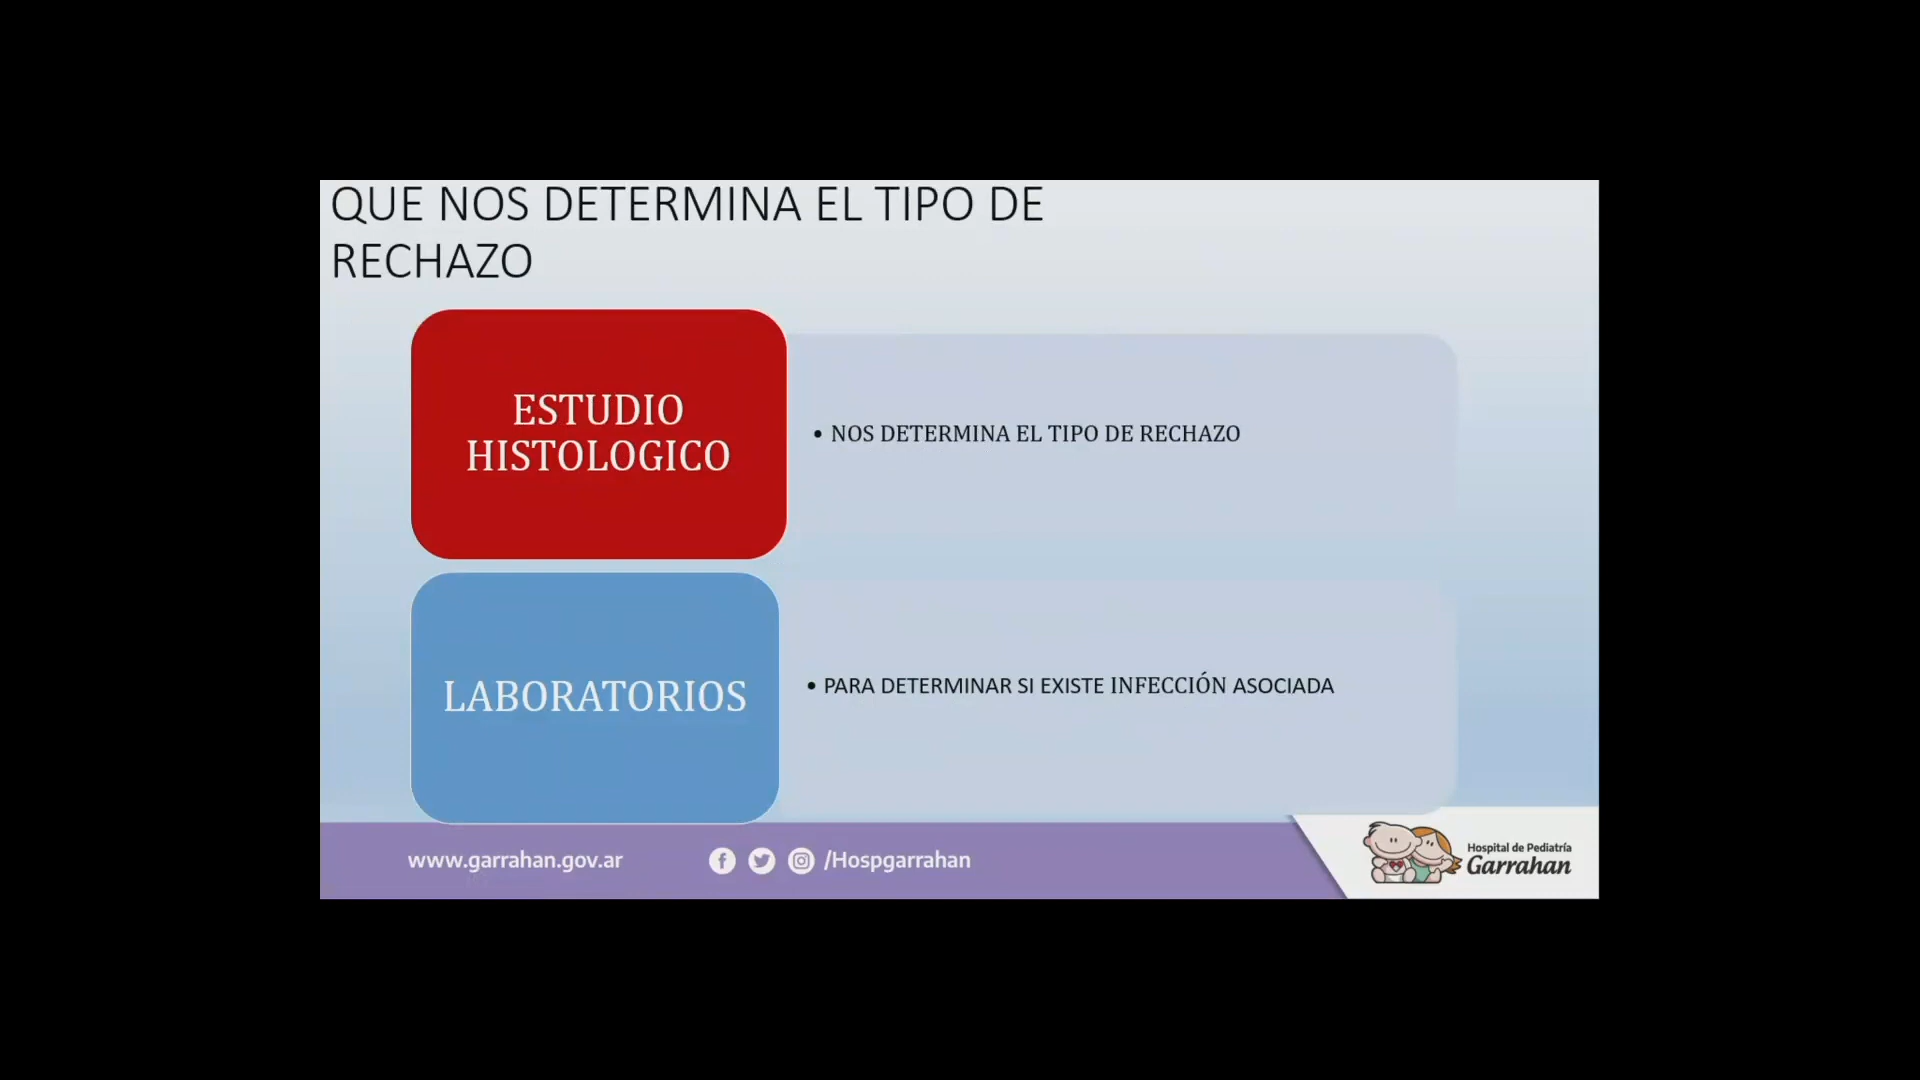 QUE NOS DETERMINA EL TIPO DE
RECHAZO
ESTUDIO
HISTOLOGICO
• NOS DETERMINA EL TIPO DE RECHAZO
LABORATORIOS
• PARA DETERMINAR SI EXISTE INFECCIÓN ASOCIADA
www.garrahan.gov.ar
/Hospgarrahan
Hospital de Pediatría
Garrahan